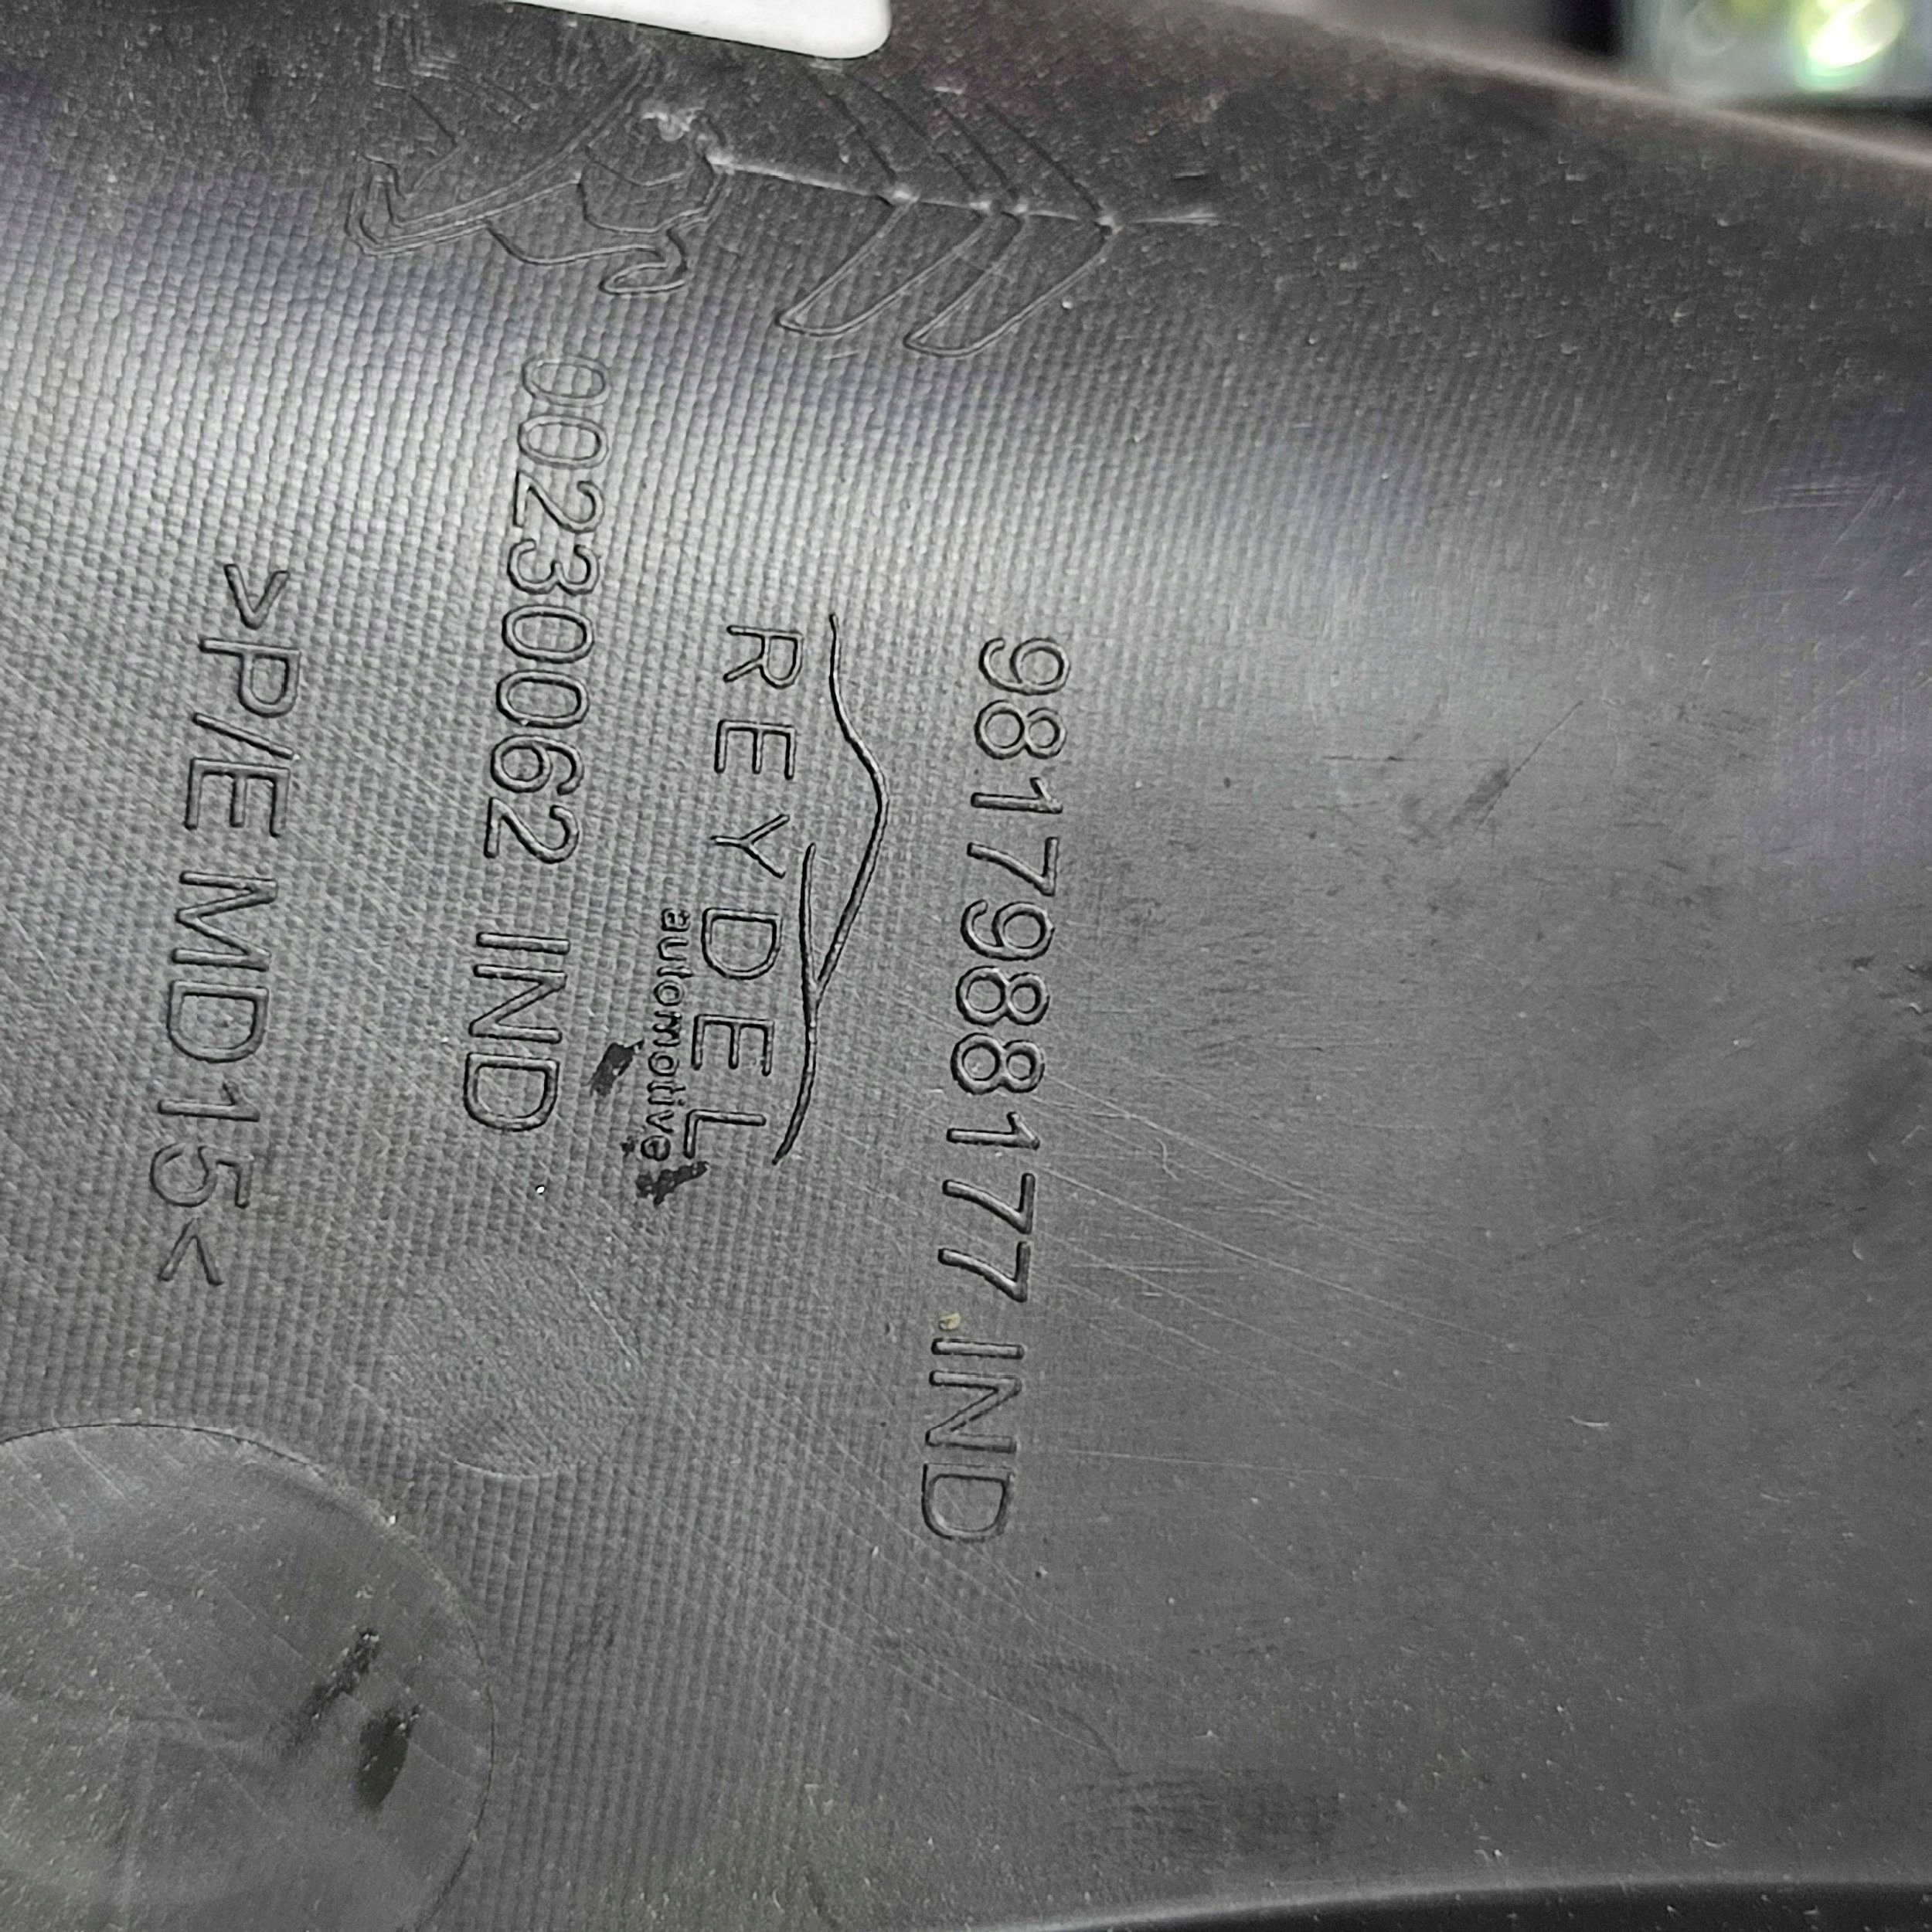 9817988177 IND
REYDEL
automotive
00230062 IND
>P/E MD15<